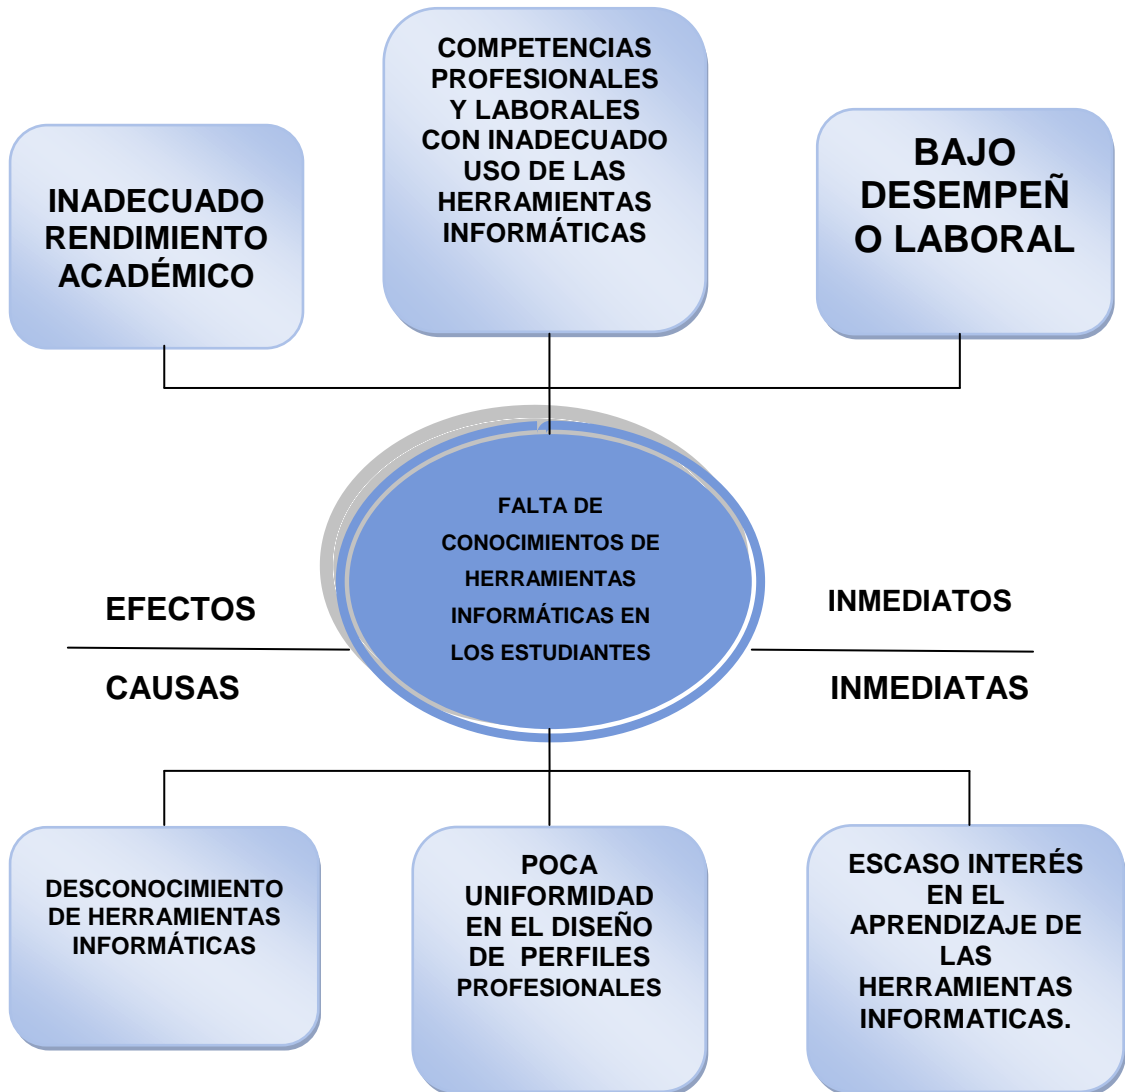 INADECUADO
RENDIMIENTO
ACADÉMICO
COMPETENCIAS
PROFESIONALES
Y LABORALES
CON INADECUADO
USO DE LAS
HERRAMIENTAS
INFORMÁTICAS
BAJO
DESEMPEÑ
O LABORAL
FALTA DE
CONOCIMIENTOS DE
HERRAMIENTAS
INFORMÁTICAS EN
LOS ESTUDIANTES
EFECTOS
INMEDIATOS
CAUSAS
INMEDIATAS
DESCONOCIMIENTO
DE HERRAMIENTAS
INFORMÁTICAS
POCA
UNIFORMIDAD
EN EL DISEÑO
DE PERFILES
PROFESIONALES
ESCASO INTERÉS
EN EL
APRENDIZAJE DE
LAS
HERRAMIENTAS
INFORMATICAS.